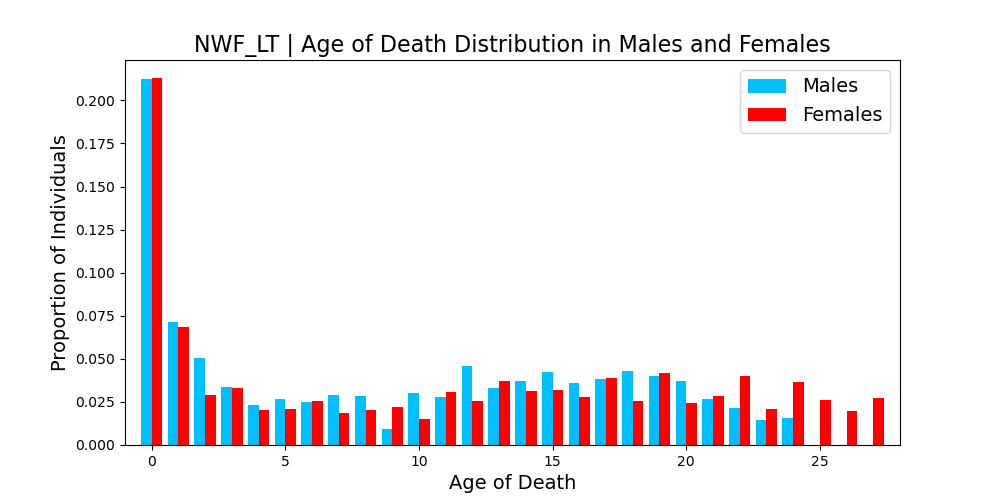 NWF_LT | Age of Death Distribution in Males and Females
Males
Females
Proportion of Individuals
0.200
0.175
0.150
0.125
0.100
0.075
0.050
0.025
0.000
0 5 10 15 20 25
Age of Death